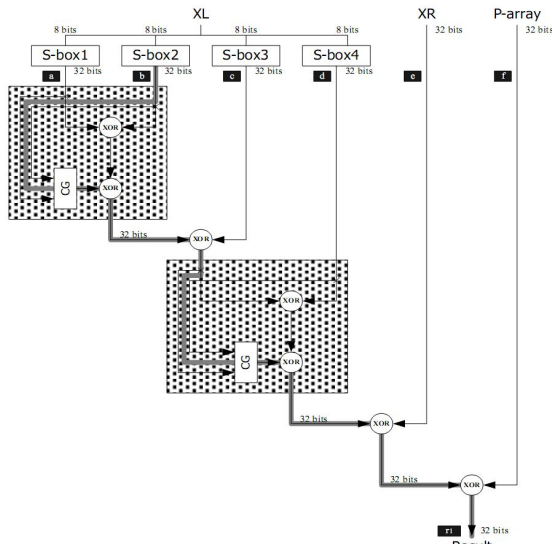 XL XR P-array
8 bits 8 bits 8 bits 8 bits 32 bits 32 bits
S-box1 S-box2 S-box3 S-box4
a 32 bits b 32 bits c 32 bits d 32 bits e f
XOR
CG XOR
32 bits XOR
XOR
CG XOR
32 bits XOR
32 bits XOR
r1 32 bits
Result